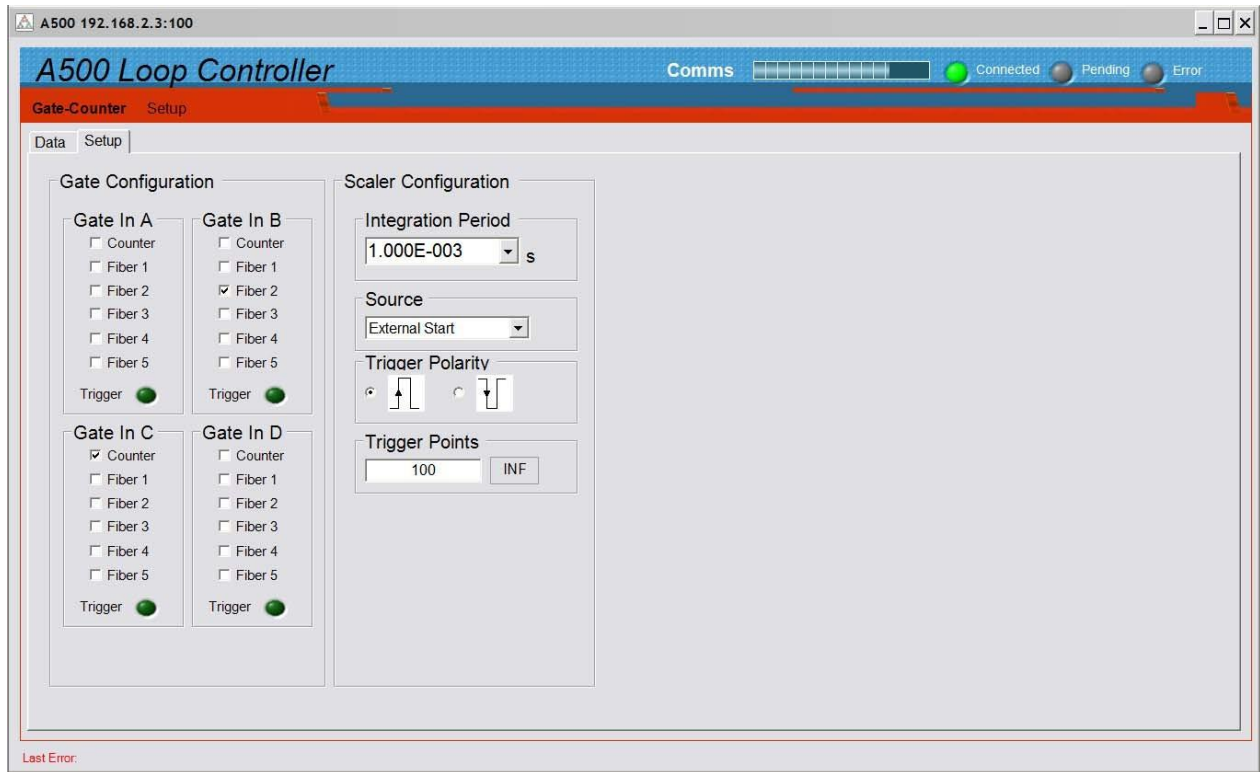 A500 192.168.2.3:100
A500 Loop Controller
Comms
Connected
Pending
Error
Gate-Counter Setup
Data Setup
Gate Configuration
Gate In A
Counter
Fiber 1
Fiber 2
Fiber 3
Fiber 4
Fiber 5
Trigger
Gate In B
Counter
Fiber 1
Fiber 2
Fiber 3
Fiber 4
Fiber 5
Trigger
Gate In C
Counter
Fiber 1
Fiber 2
Fiber 3
Fiber 4
Fiber 5
Trigger
Gate In D
Counter
Fiber 1
Fiber 2
Fiber 3
Fiber 4
Fiber 5
Trigger
Scaler Configuration
Integration Period
1.000E-003 s
Source
External Start
Trigger Polarity
Trigger Points
100 INF
Last Error: